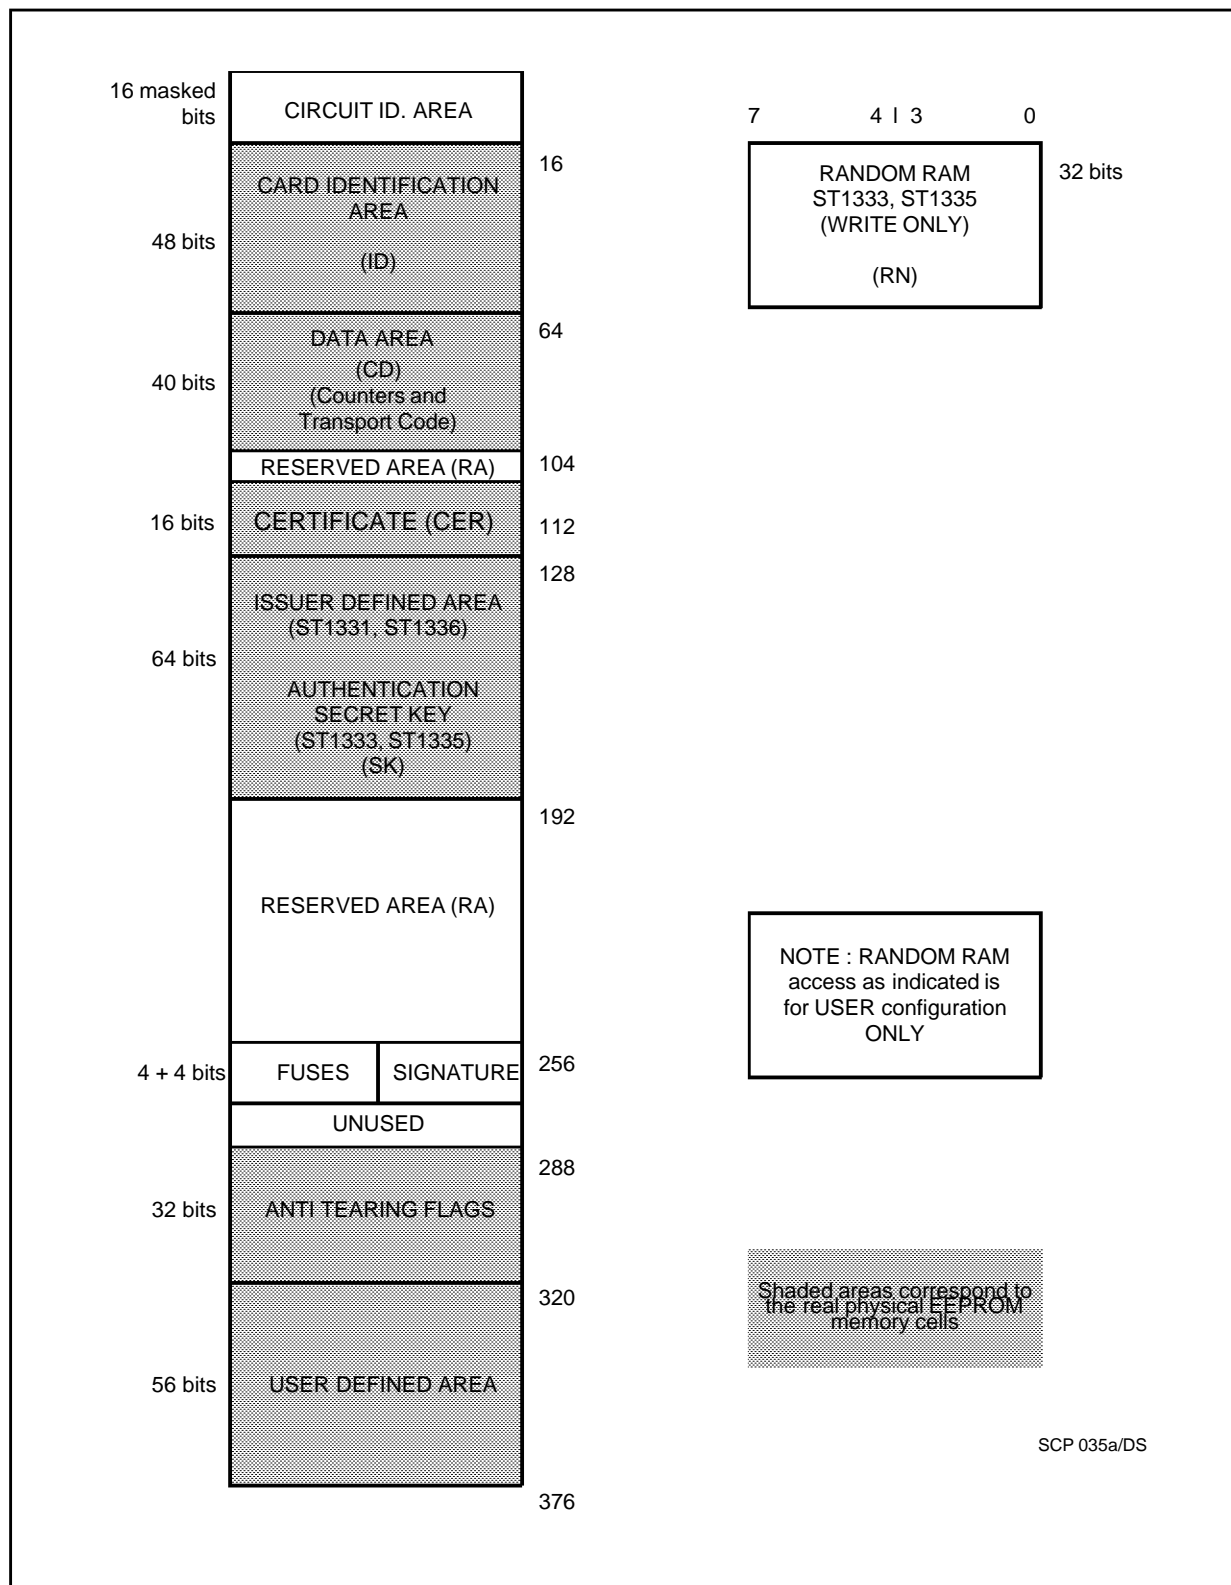 16 masked
bits
CIRCUIT ID. AREA
16
CARD IDENTIFICATION
AREA
(ID)
48 bits
64
DATA AREA
(CD)
(Counters and
Transport Code)
40 bits
RESERVED AREA (RA)
104
16 bits
CERTIFICATE (CER)
112
128
ISSUER DEFINED AREA
(ST1331, ST1336)
64 bits
AUTHENTICATION
SECRET KEY
(ST1333, ST1335)
(SK)
192
RESERVED AREA (RA)
4 + 4 bits
FUSES
SIGNATURE
256
UNUSED
288
32 bits
ANTI TEARING FLAGS
320
56 bits
USER DEFINED AREA
376
7 4 I 3 0
RANDOM RAM
ST1333, ST1335
(WRITE ONLY)
(RN)
32 bits
NOTE : RANDOM RAM
access as indicated is
for USER configuration
ONLY
Shaded areas correspond to
the real physical EEPROM
memory cells
SCP 035a/DS